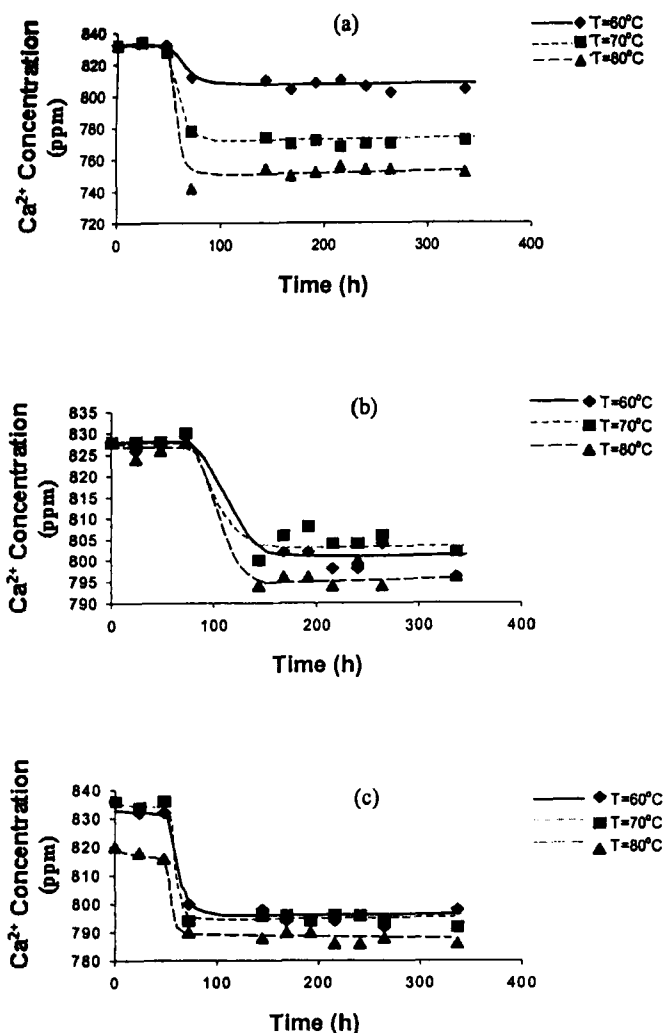 (a)
T=60°C
T=70°C
T=80°C
Ca2+ Concentration
(ppm)
840
820
800
780
760
740
720
0 100 200 300 400
Time (h)
(b)
T=60°C
T=70°C
T=80°C
Ca2+ Concentration
(ppm)
835
830
825
820
815
810
805
800
795
790
0 100 200 300 400
Time (h)
(c)
T=60°C
T=70°C
T=80°C
Ca2+ Concentration
(ppm)
840
830
820
810
800
790
780
0 100 200 300 400
Time (h)